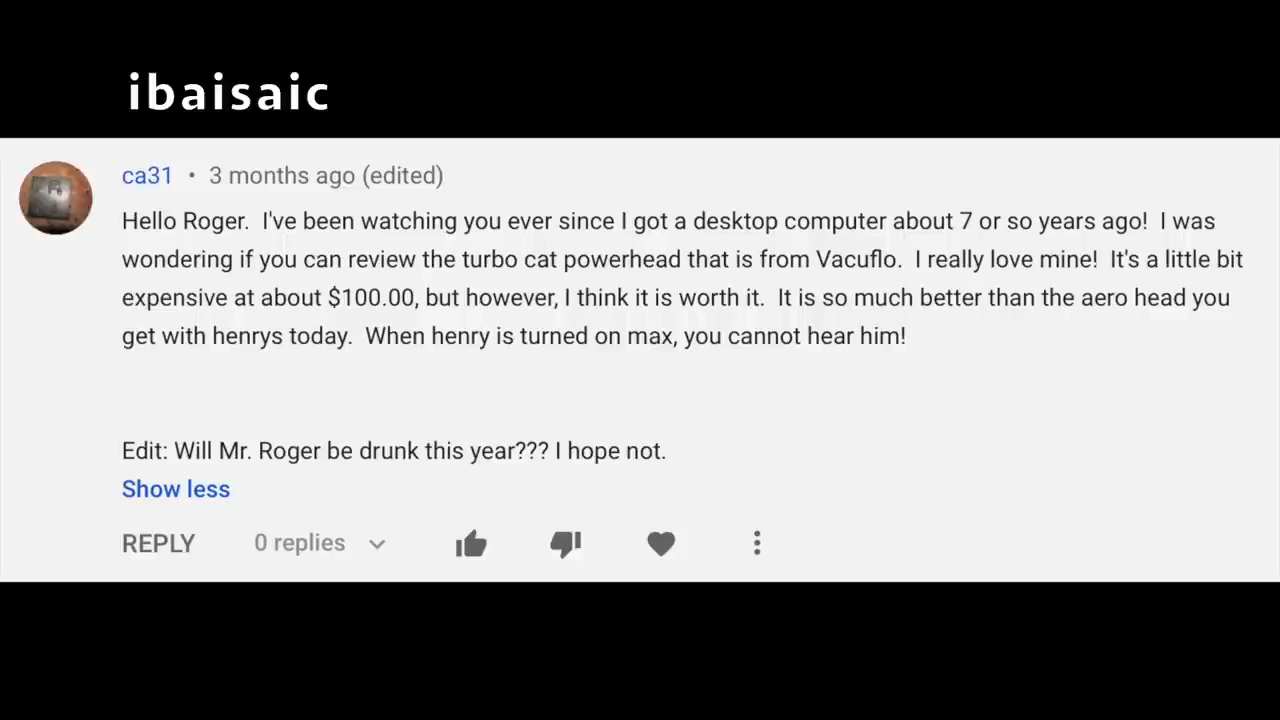 ibaisaic
ca31 • 3 months ago (edited)
Hello Roger.  I've been watching you ever since I got a desktop computer about 7 or so years ago!  I was
wondering if you can review the turbo cat powerhead that is from Vacuflo.  I really love mine!  It's a little bit
expensive at about $100.00, but however, I think it is worth it.  It is so much better than the aero head you
get with henrys today.  When henry is turned on max, you cannot hear him!
Edit: Will Mr. Roger be drunk this year??? I hope not.
Show less
REPLY 0 replies